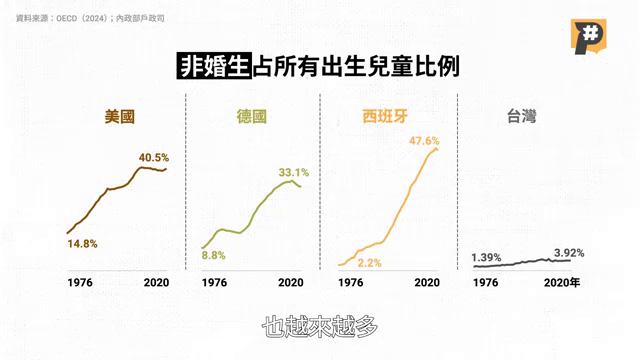 資料來源：OECD（2024）；內政部戶政司
P#
非婚生占所有出生兒童比例
美國
德國
西班牙
台灣
40.5%
14.8%
1976
2020
33.1%
8.8%
1976
2020
47.6%
2.2%
1976
2020
3.92%
1.39%
1976
2020年
也越來越多